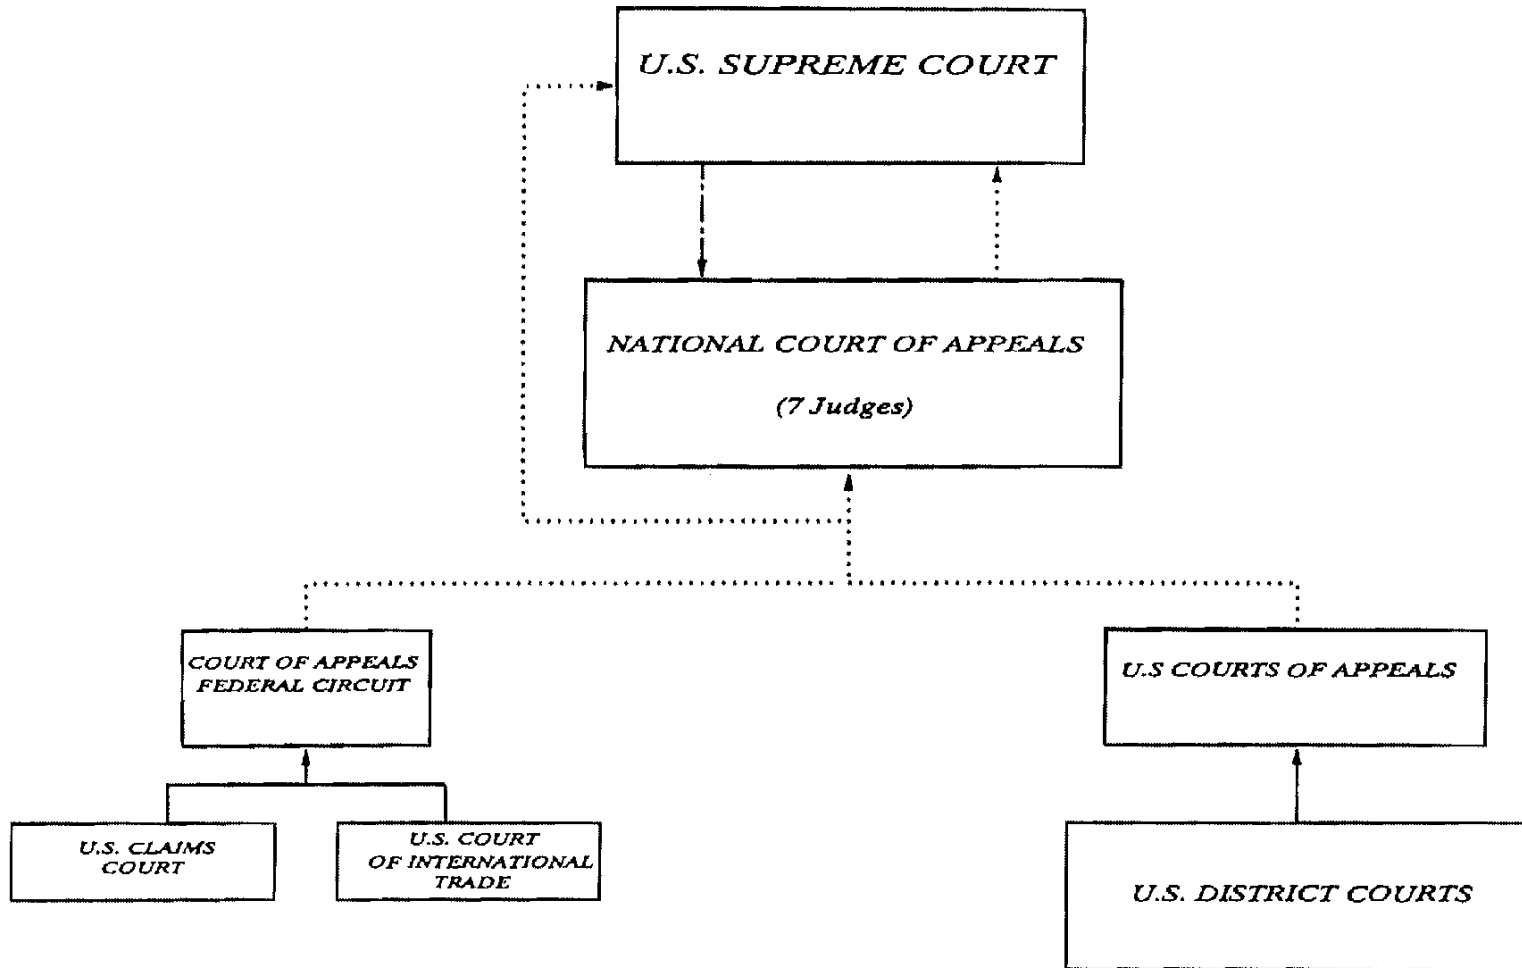 U.S. SUPREME COURT
NATIONAL COURT OF APPEALS
(7 Judges)
COURT OF APPEALS
FEDERAL CIRCUIT
U.S COURTS OF APPEALS
U.S. CLAIMS
COURT
U.S. COURT
OF INTERNATIONAL
TRADE
U.S. DISTRICT COURTS